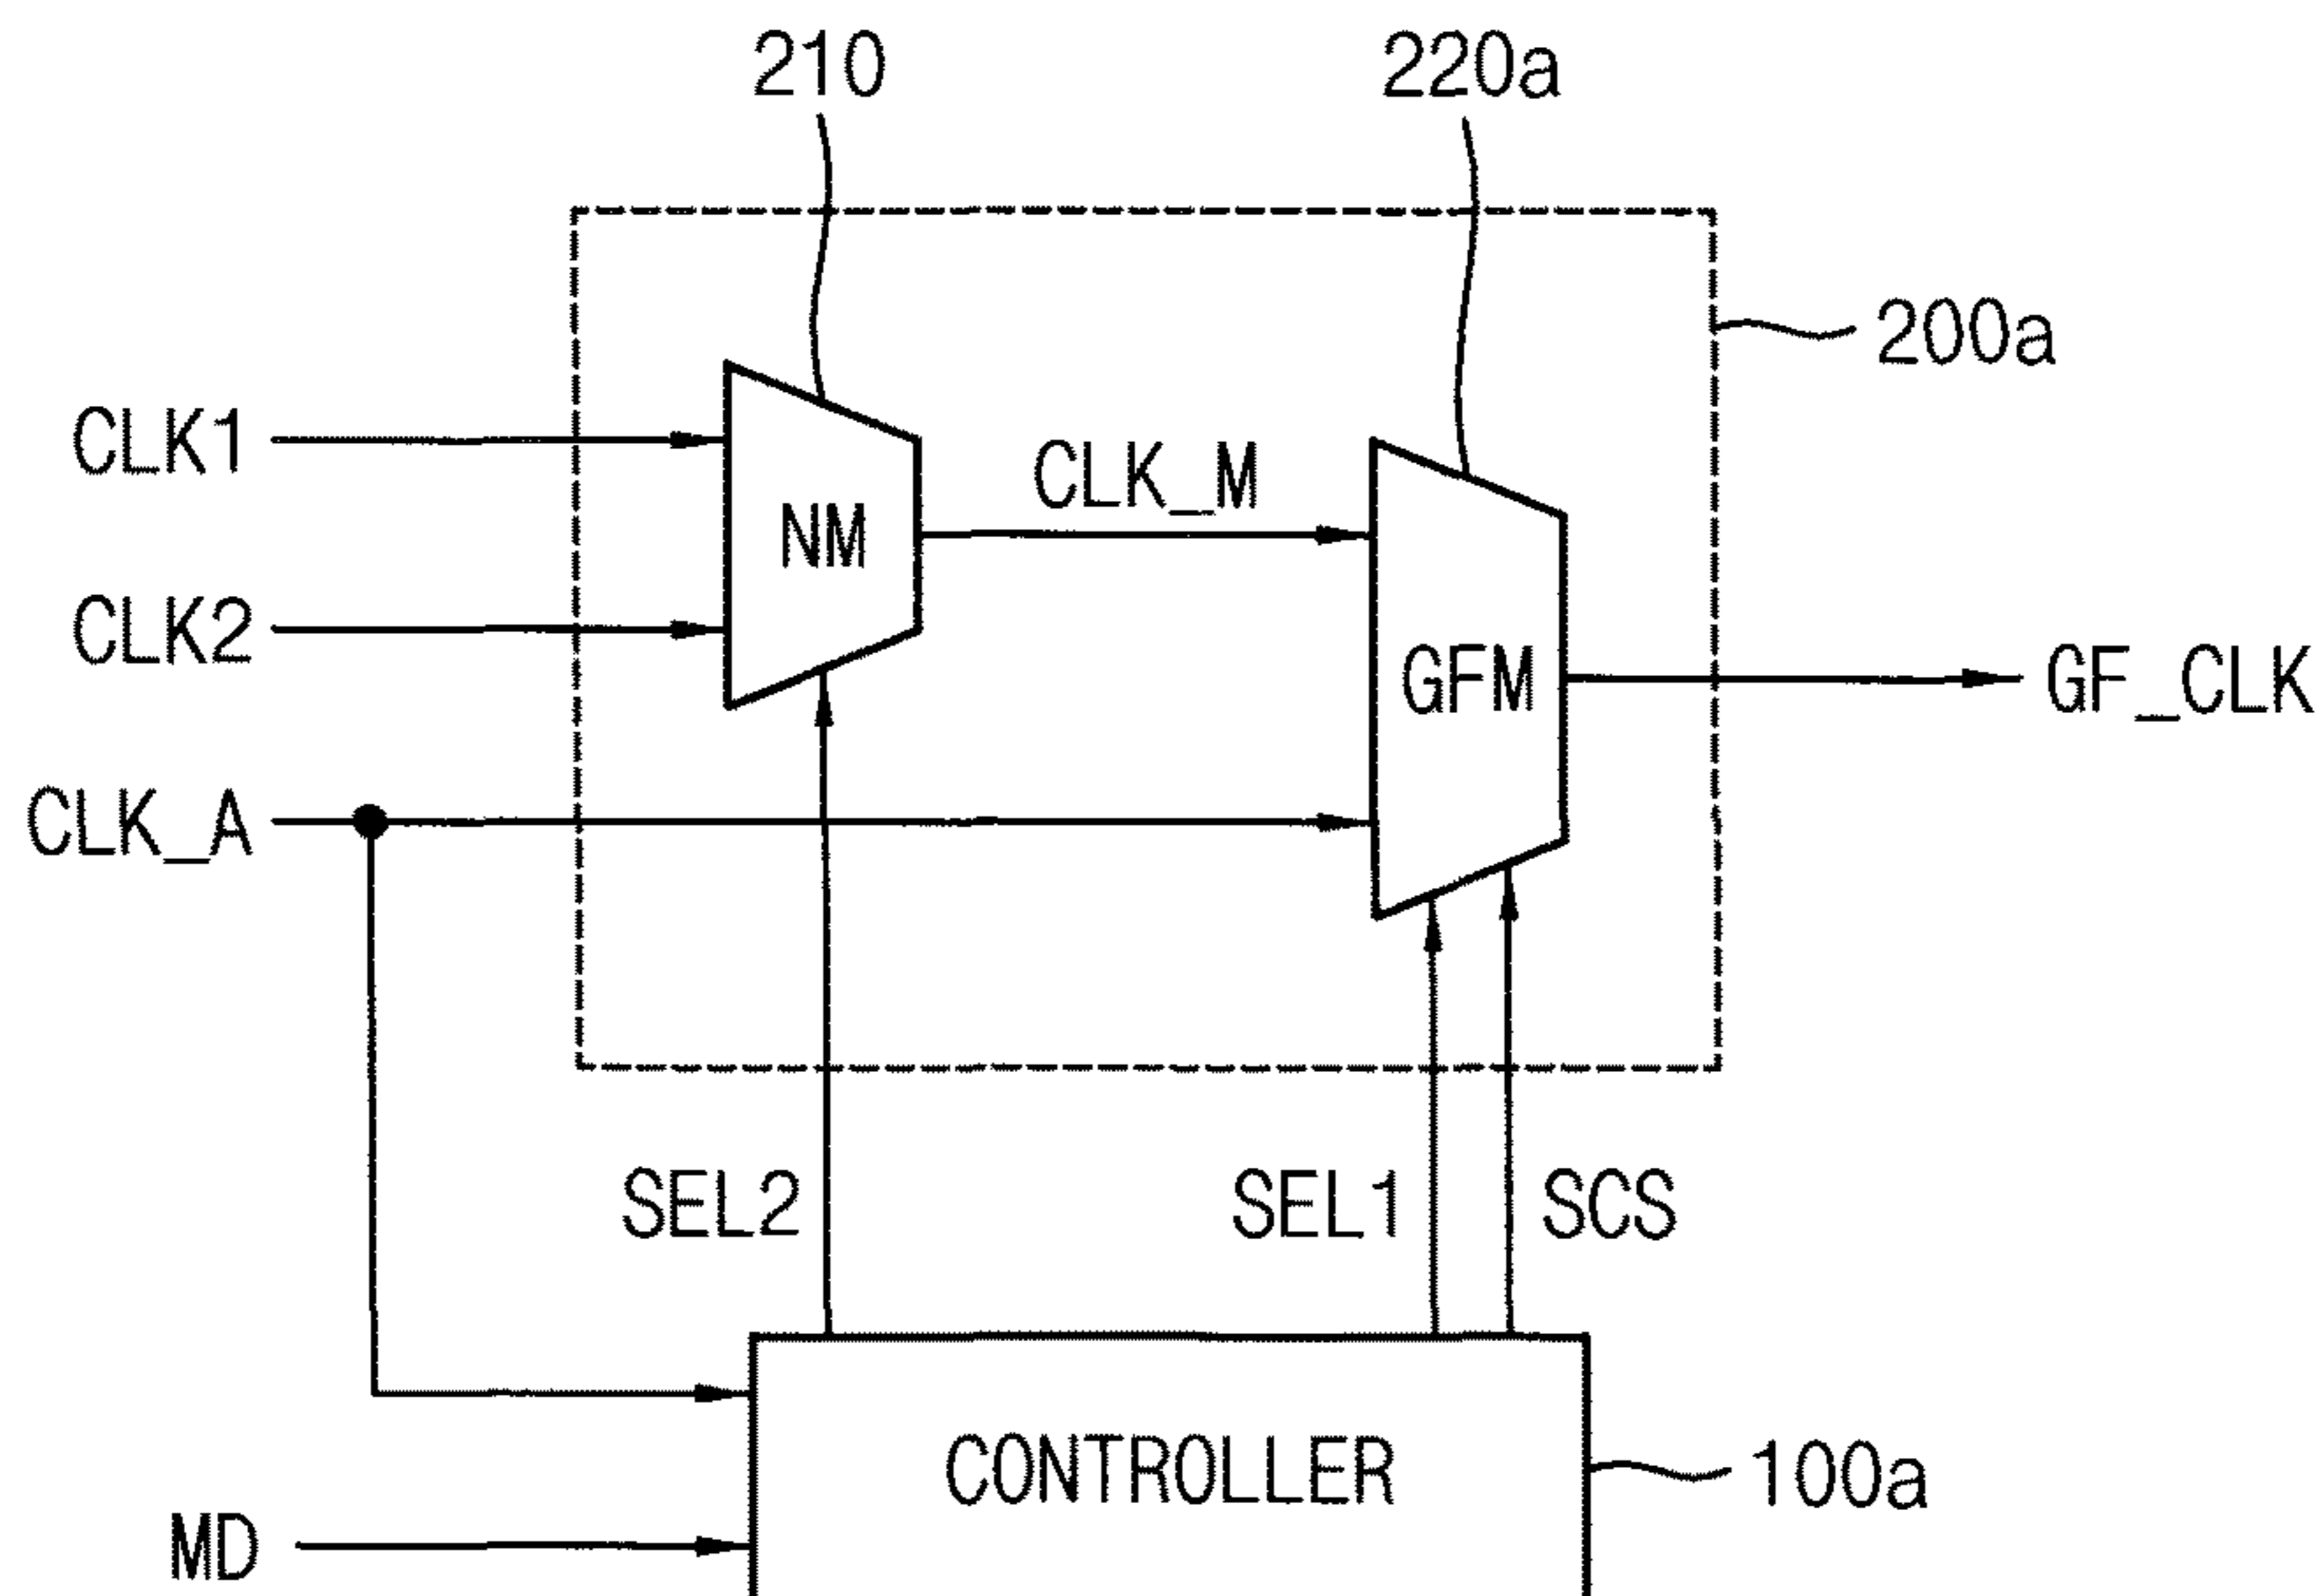 210
220a
200a
CLK1
CLK_M
NM
CLK2
GFM
GF_CLK
CLK_A
SEL2
SEL1
SCS
CONTROLLER
100a
MD